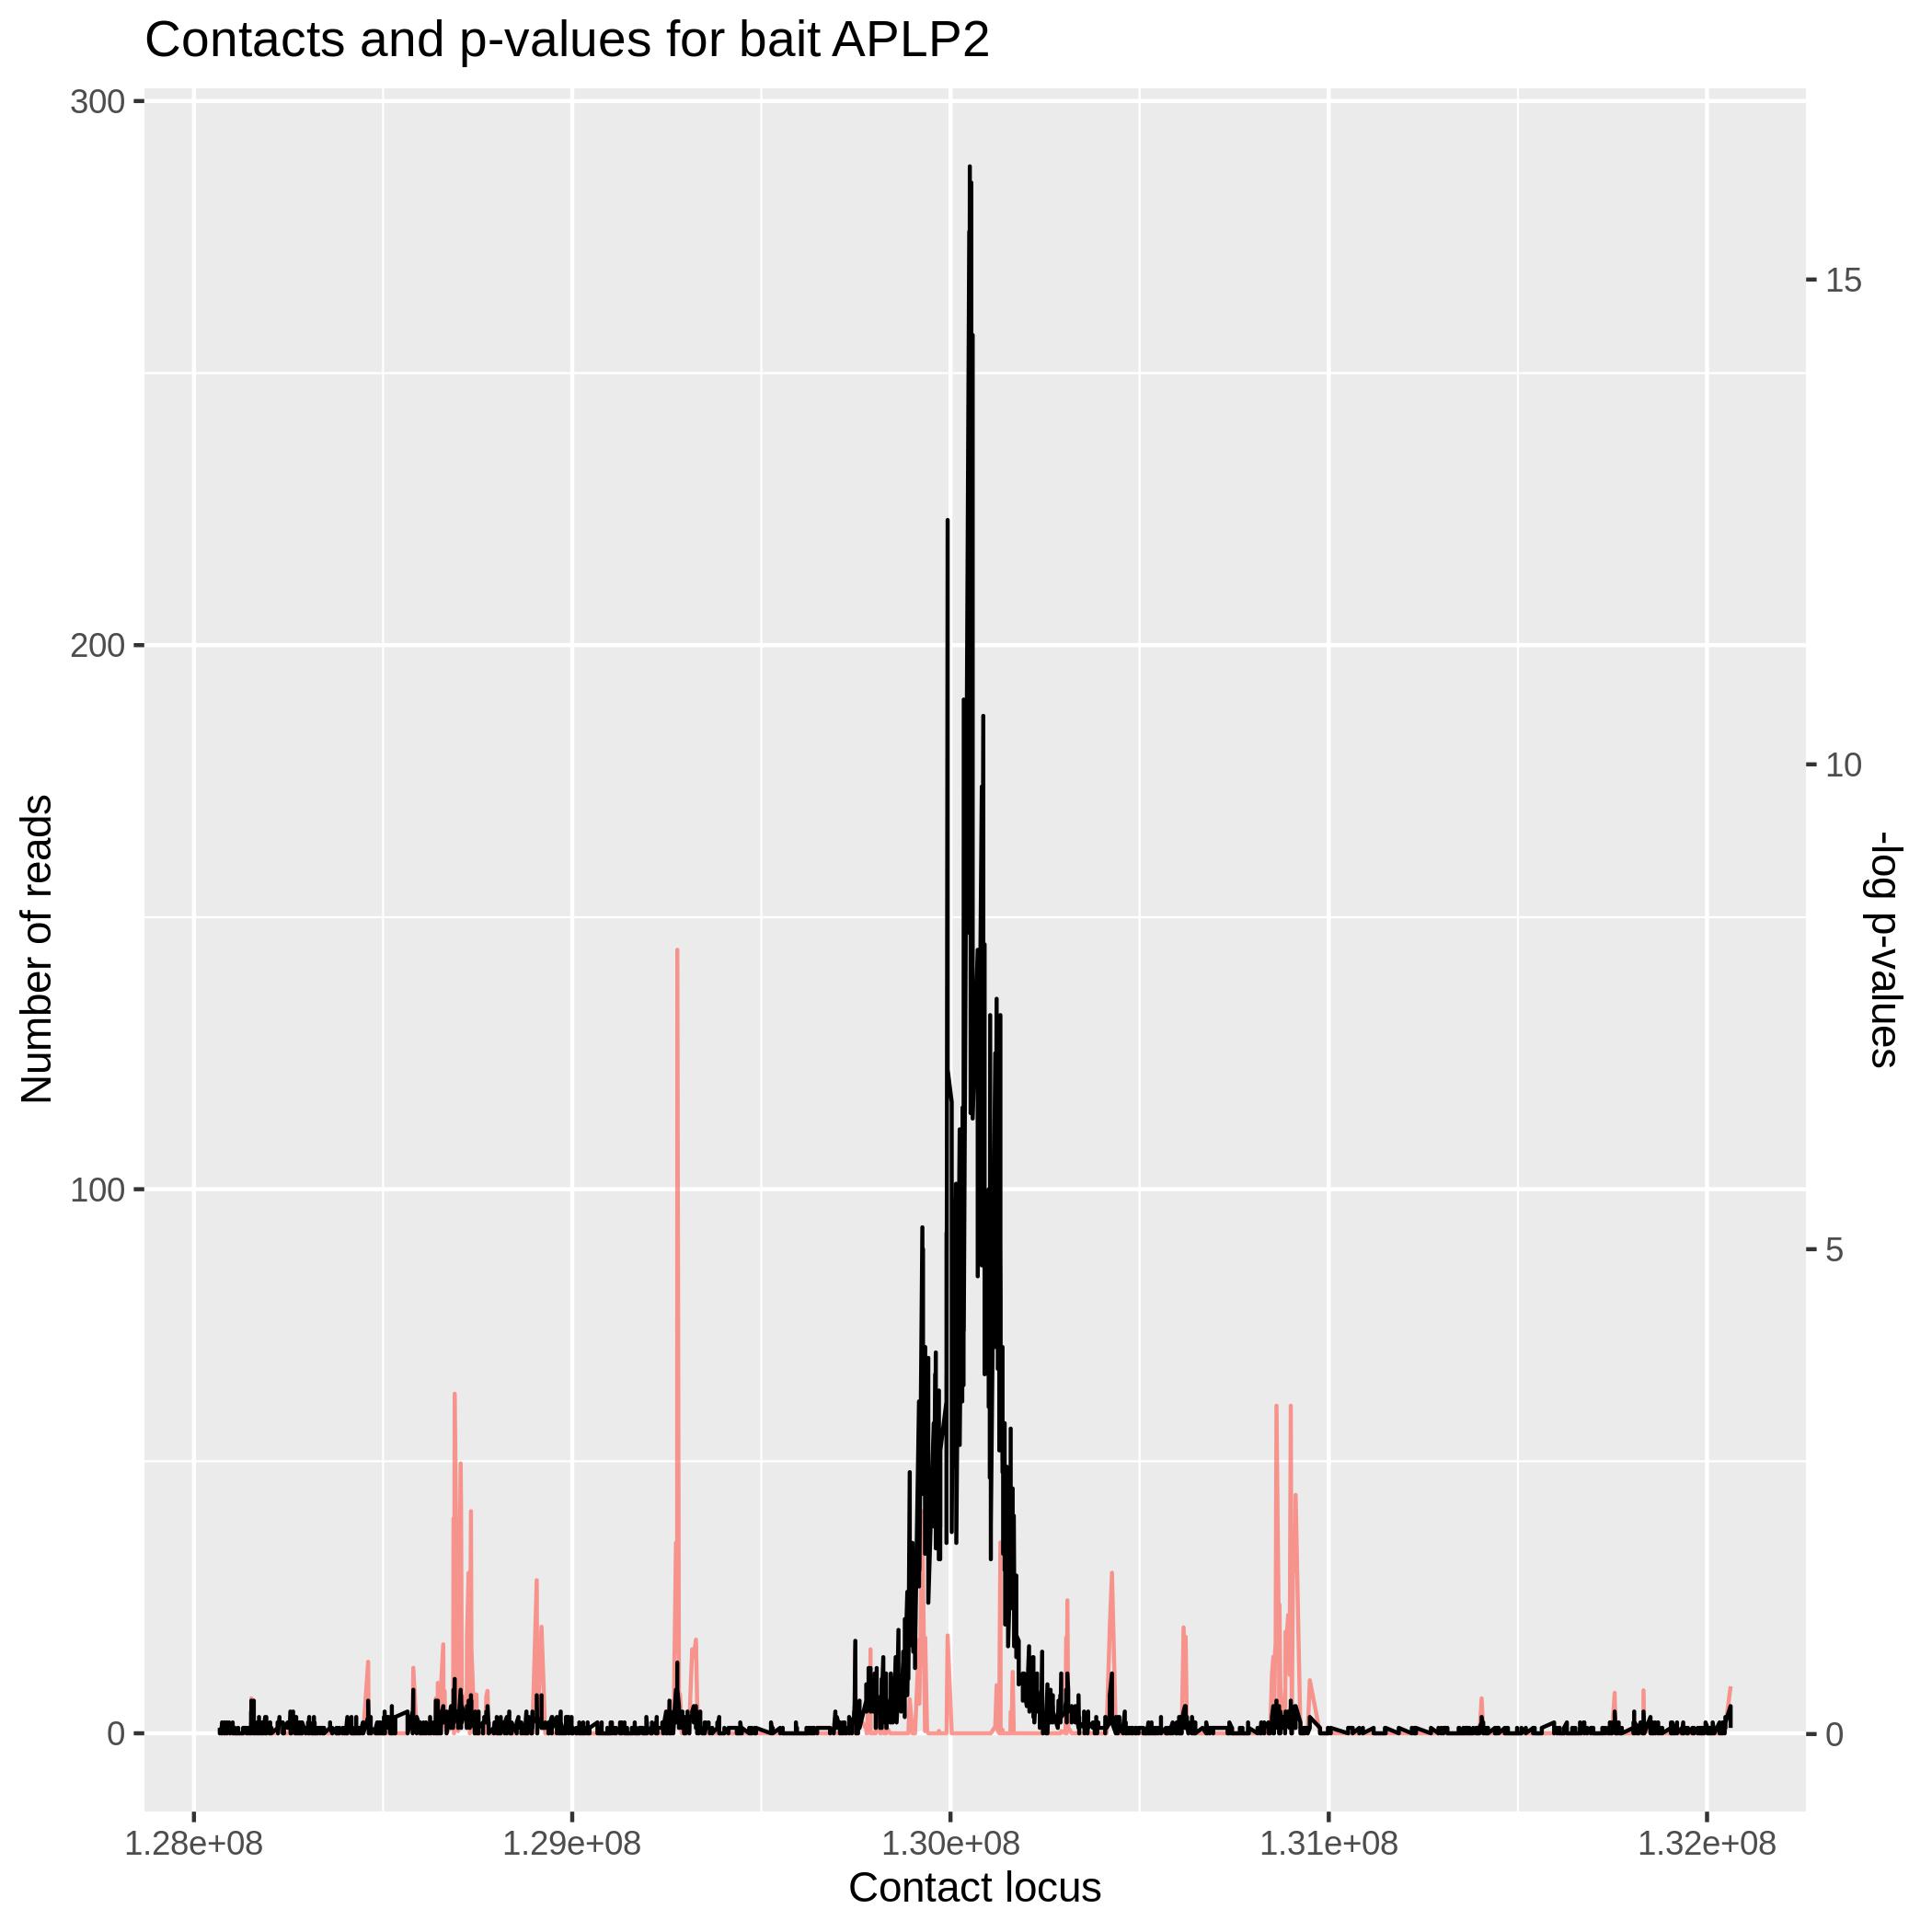 Contacts and p-values for bait APLP2
300
200
100
0
Number of reads
15
10
5
0
-log p-values
1.28e+08 1.29e+08 1.30e+08 1.31e+08 1.32e+08
Contact locus